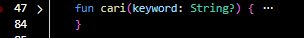 47 > fun cari(keyword: String?) { ⋯
84 }